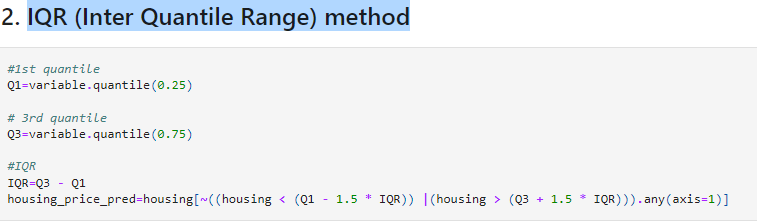 2. IQR (Inter Quantile Range) method
#1st quantile
Q1=variable.quantile(0.25)
# 3rd quantile
Q3=variable.quantile(0.75)
#IQR
IQR=Q3 - Q1
housing_price_pred=housing[~((housing < (Q1 - 1.5 * IQR)) |(housing > (Q3 + 1.5 * IQR))).any(axis=1)]